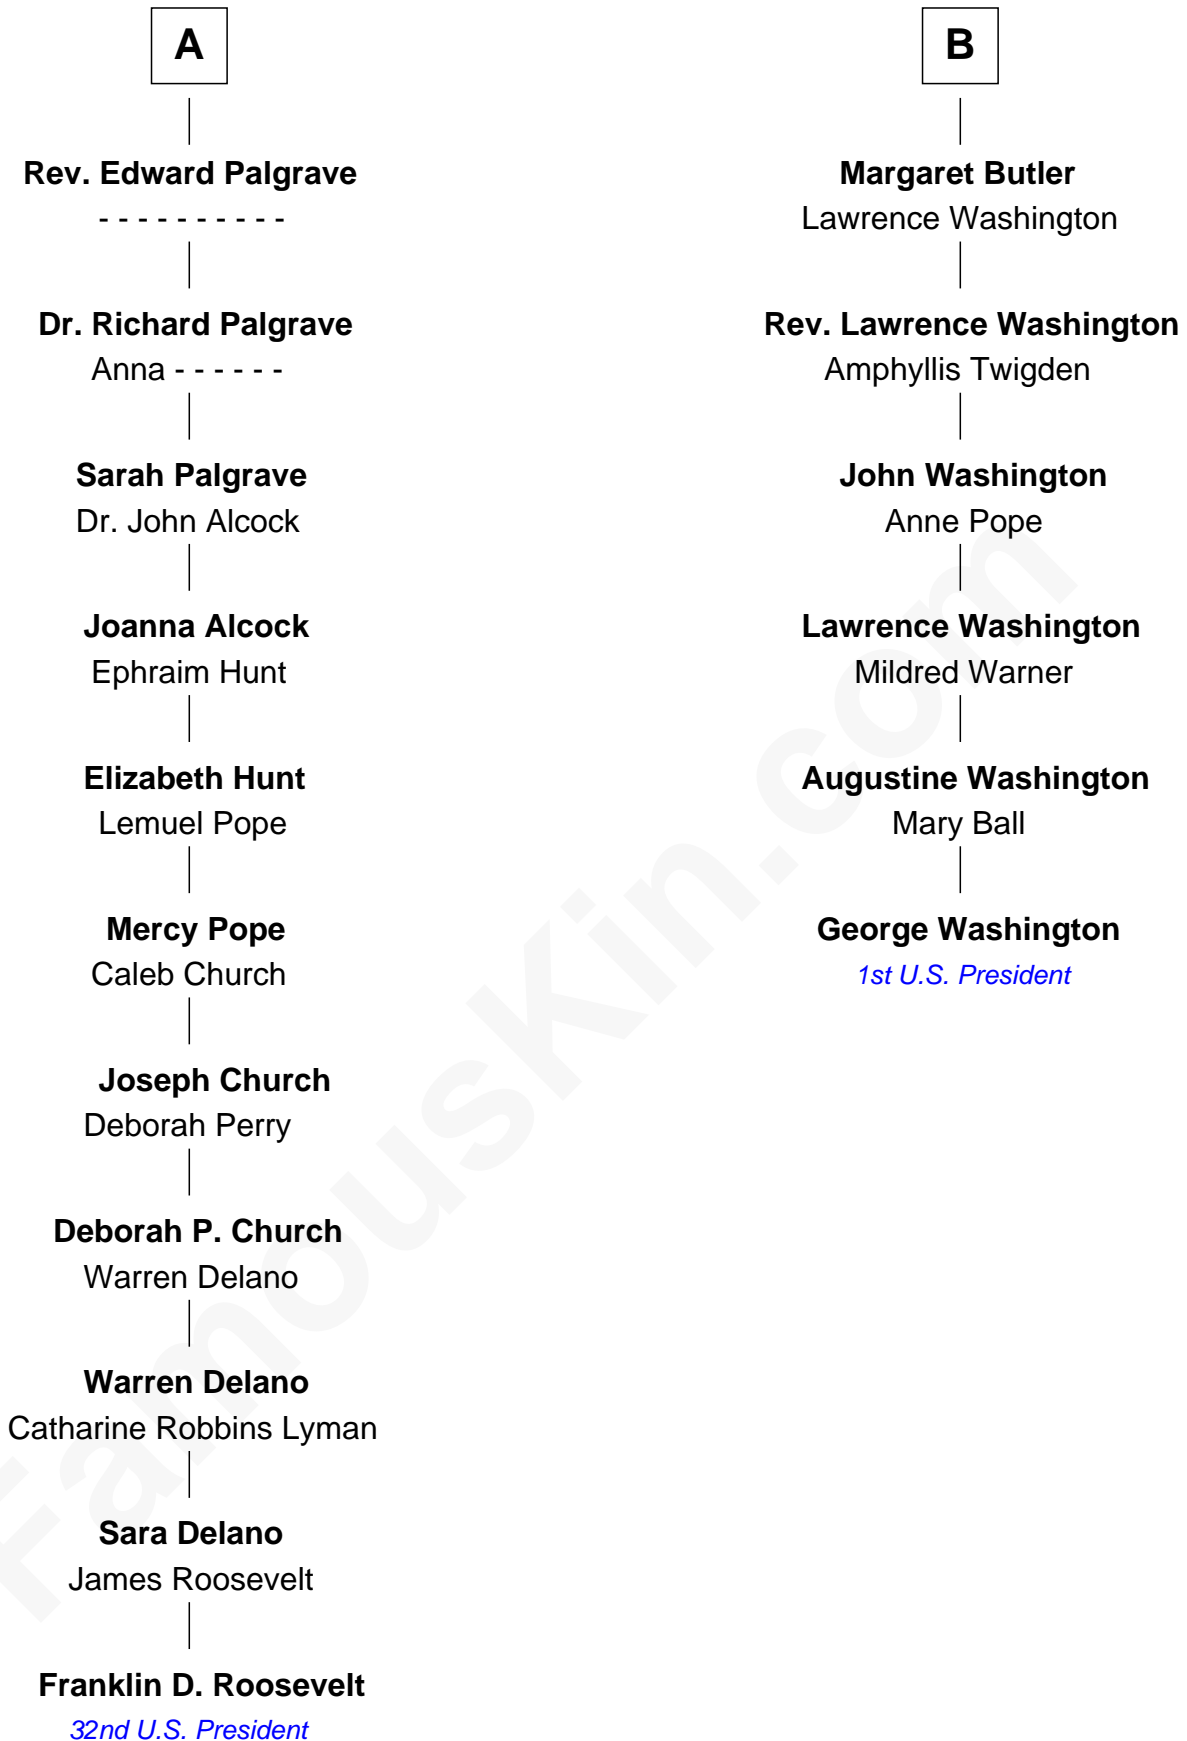 A
Rev. Edward Palgrave
- - - - - - - - - -
Dr. Richard Palgrave
Anna - - - - - -
Sarah Palgrave
Dr. John Alcock
Joanna Alcock
Ephraim Hunt
Elizabeth Hunt
Lemuel Pope
Mercy Pope
Caleb Church
Joseph Church
Deborah Perry
Deborah P. Church
Warren Delano
Warren Delano
Catharine Robbins Lyman
Sara Delano
James Roosevelt
Franklin D. Roosevelt
32nd U.S. President
B
Margaret Butler
Lawrence Washington
Rev. Lawrence Washington
Amphyllis Twigden
John Washington
Anne Pope
Lawrence Washington
Mildred Warner
Augustine Washington
Mary Ball
George Washington
1st U.S. President
FamousKin.com